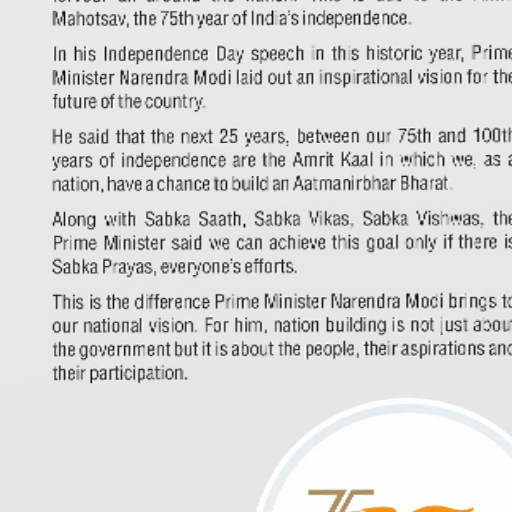 Mahotsav, the 75th year of India's independence.
In his Independence Day speech in this historic year, Prime
Minister Narendra Modi laid out an inspirational vision for the
future of the country.
He said that the next 25 years, between our 75th and 100th
years of independence are the Amrit Kaal in which we, as a
nation, have a chance to build an Aatmanirbhar Bharat.
Along with Sabka Saath, Sabka Vikas, Sabka Vishwas, the
Prime Minister said we can achieve this goal only if there is
Sabka Prayas, everyone's efforts.
This is the difference Prime Minister Narendra Modi brings to
our national vision. For him, nation building is not just about
the government but it is about the people, their aspirations and
their participation.
75